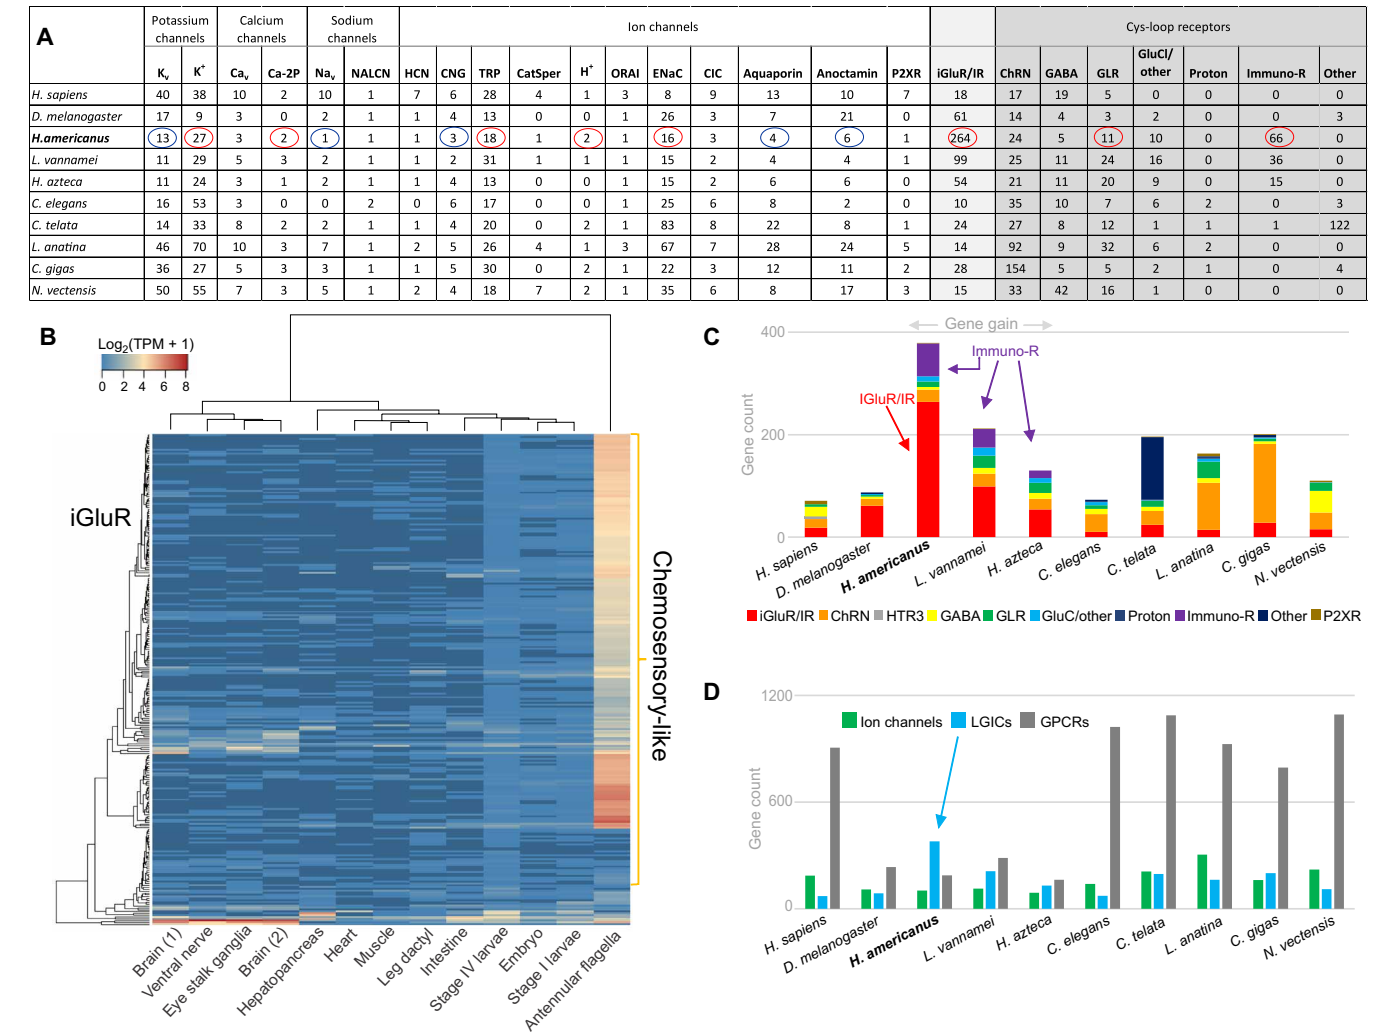 A
Potassium channels Calcium channels Sodium channels Ion channels Cys-loop receptors
Kv K+ Cav Ca-2P Nav NALCN HCN CNG TRP CatSper H+ ORAI ENaC ClC Aquaporin Anoctamin P2XR iGluR/IR ChRN GABA GLR GluCl/other Proton Immuno-R Other
H. sapiens 40 38 10 2 10 1 7 6 28 4 1 3 8 9 13 10 7 18 17 19 5 0 0 0 0
D. melanogaster 17 9 3 0 2 1 1 4 13 0 0 1 26 3 7 21 0 61 14 4 3 2 0 0 3
H.americanus 13 27 3 2 1 1 1 3 18 1 2 1 16 3 4 6 1 264 24 5 11 10 0 66 0
L. vannamei 11 29 5 3 2 1 1 2 31 1 1 1 15 2 4 4 1 99 25 11 24 16 0 36 0
H. azteca 11 24 3 1 2 1 1 4 13 0 0 1 15 2 6 6 0 54 21 11 20 9 0 15 0
C. elegans 16 53 3 0 0 2 0 6 17 0 0 1 25 6 8 2 0 10 35 10 7 6 2 0 3
C. telata 14 33 8 2 2 1 1 4 20 0 2 1 83 8 22 8 1 24 27 8 12 1 1 1 122
L. anatina 46 70 10 3 7 1 2 5 26 4 1 3 67 7 28 24 5 14 92 9 32 6 2 0 0
C. gigas 36 27 5 3 3 1 1 5 30 0 2 1 22 3 12 11 2 28 154 5 5 2 1 0 4
N. vectensis 50 55 7 3 5 1 2 4 18 7 2 1 35 6 8 17 3 15 33 42 16 1 0 0 0
B
Log2(TPM + 1)
0 2 4 6 8
iGluR
Chemosensory-like
Brain (1)
Ventral nerve
Eye stalk ganglia
Brain (2)
Hepatopancreas
Heart
Muscle
Leg dactyl
Intestine
Stage IV larvae
Embryo
Stage I larvae
Antennular flagella
C
Gene gain
400
200
0
Gene count
IGluR/IR
Immuno-R
H. sapiens
D. melanogaster
H. americanus
L. vannamei
H. azteca
C. elegans
C. telata
L. anatina
C. gigas
N. vectensis
iGluR/IR ChRN HTR3 GABA GLR GluC/other Proton Immuno-R Other P2XR
D
1200
600
0
Gene count
Ion channels LGICs GPCRs
H. sapiens
D. melanogaster
H. americanus
L. vannamei
H. azteca
C. elegans
C. telata
L. anatina
C. gigas
N. vectensis